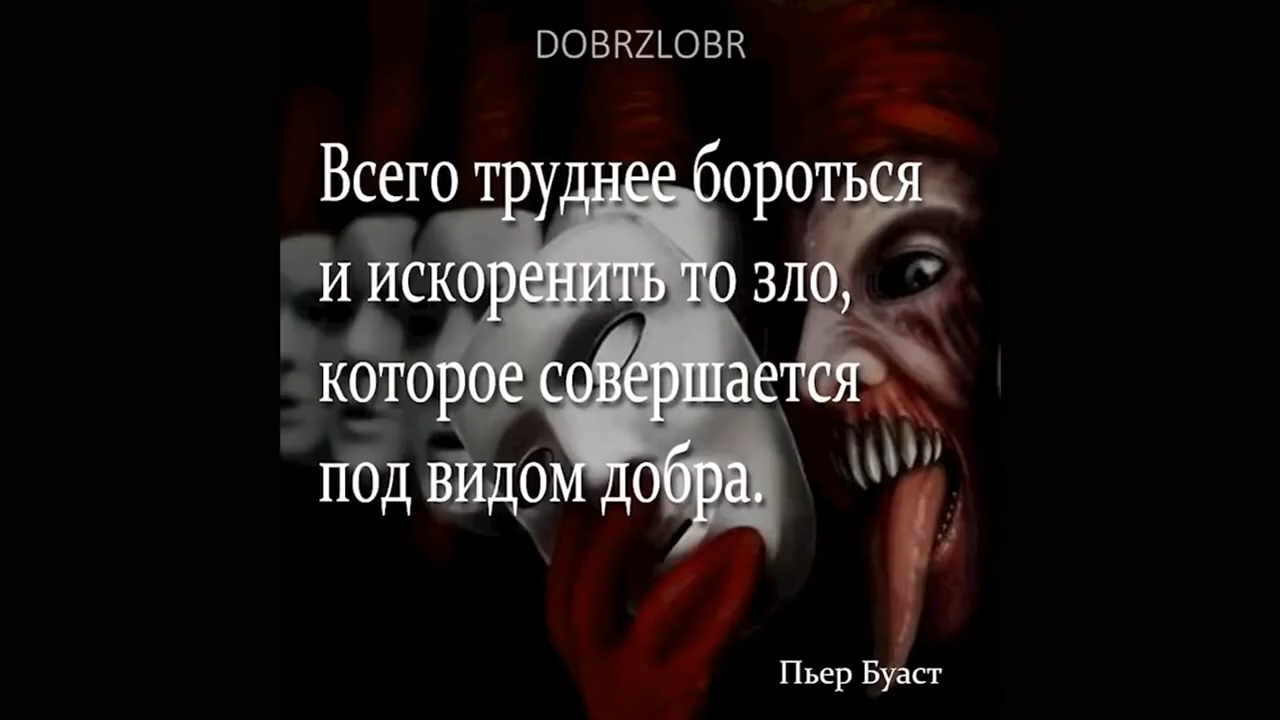 DOBRZLOBR
Всего труднее бороться
и искоренить то зло,
которое совершается
под видом добра.
Пьер Буаст